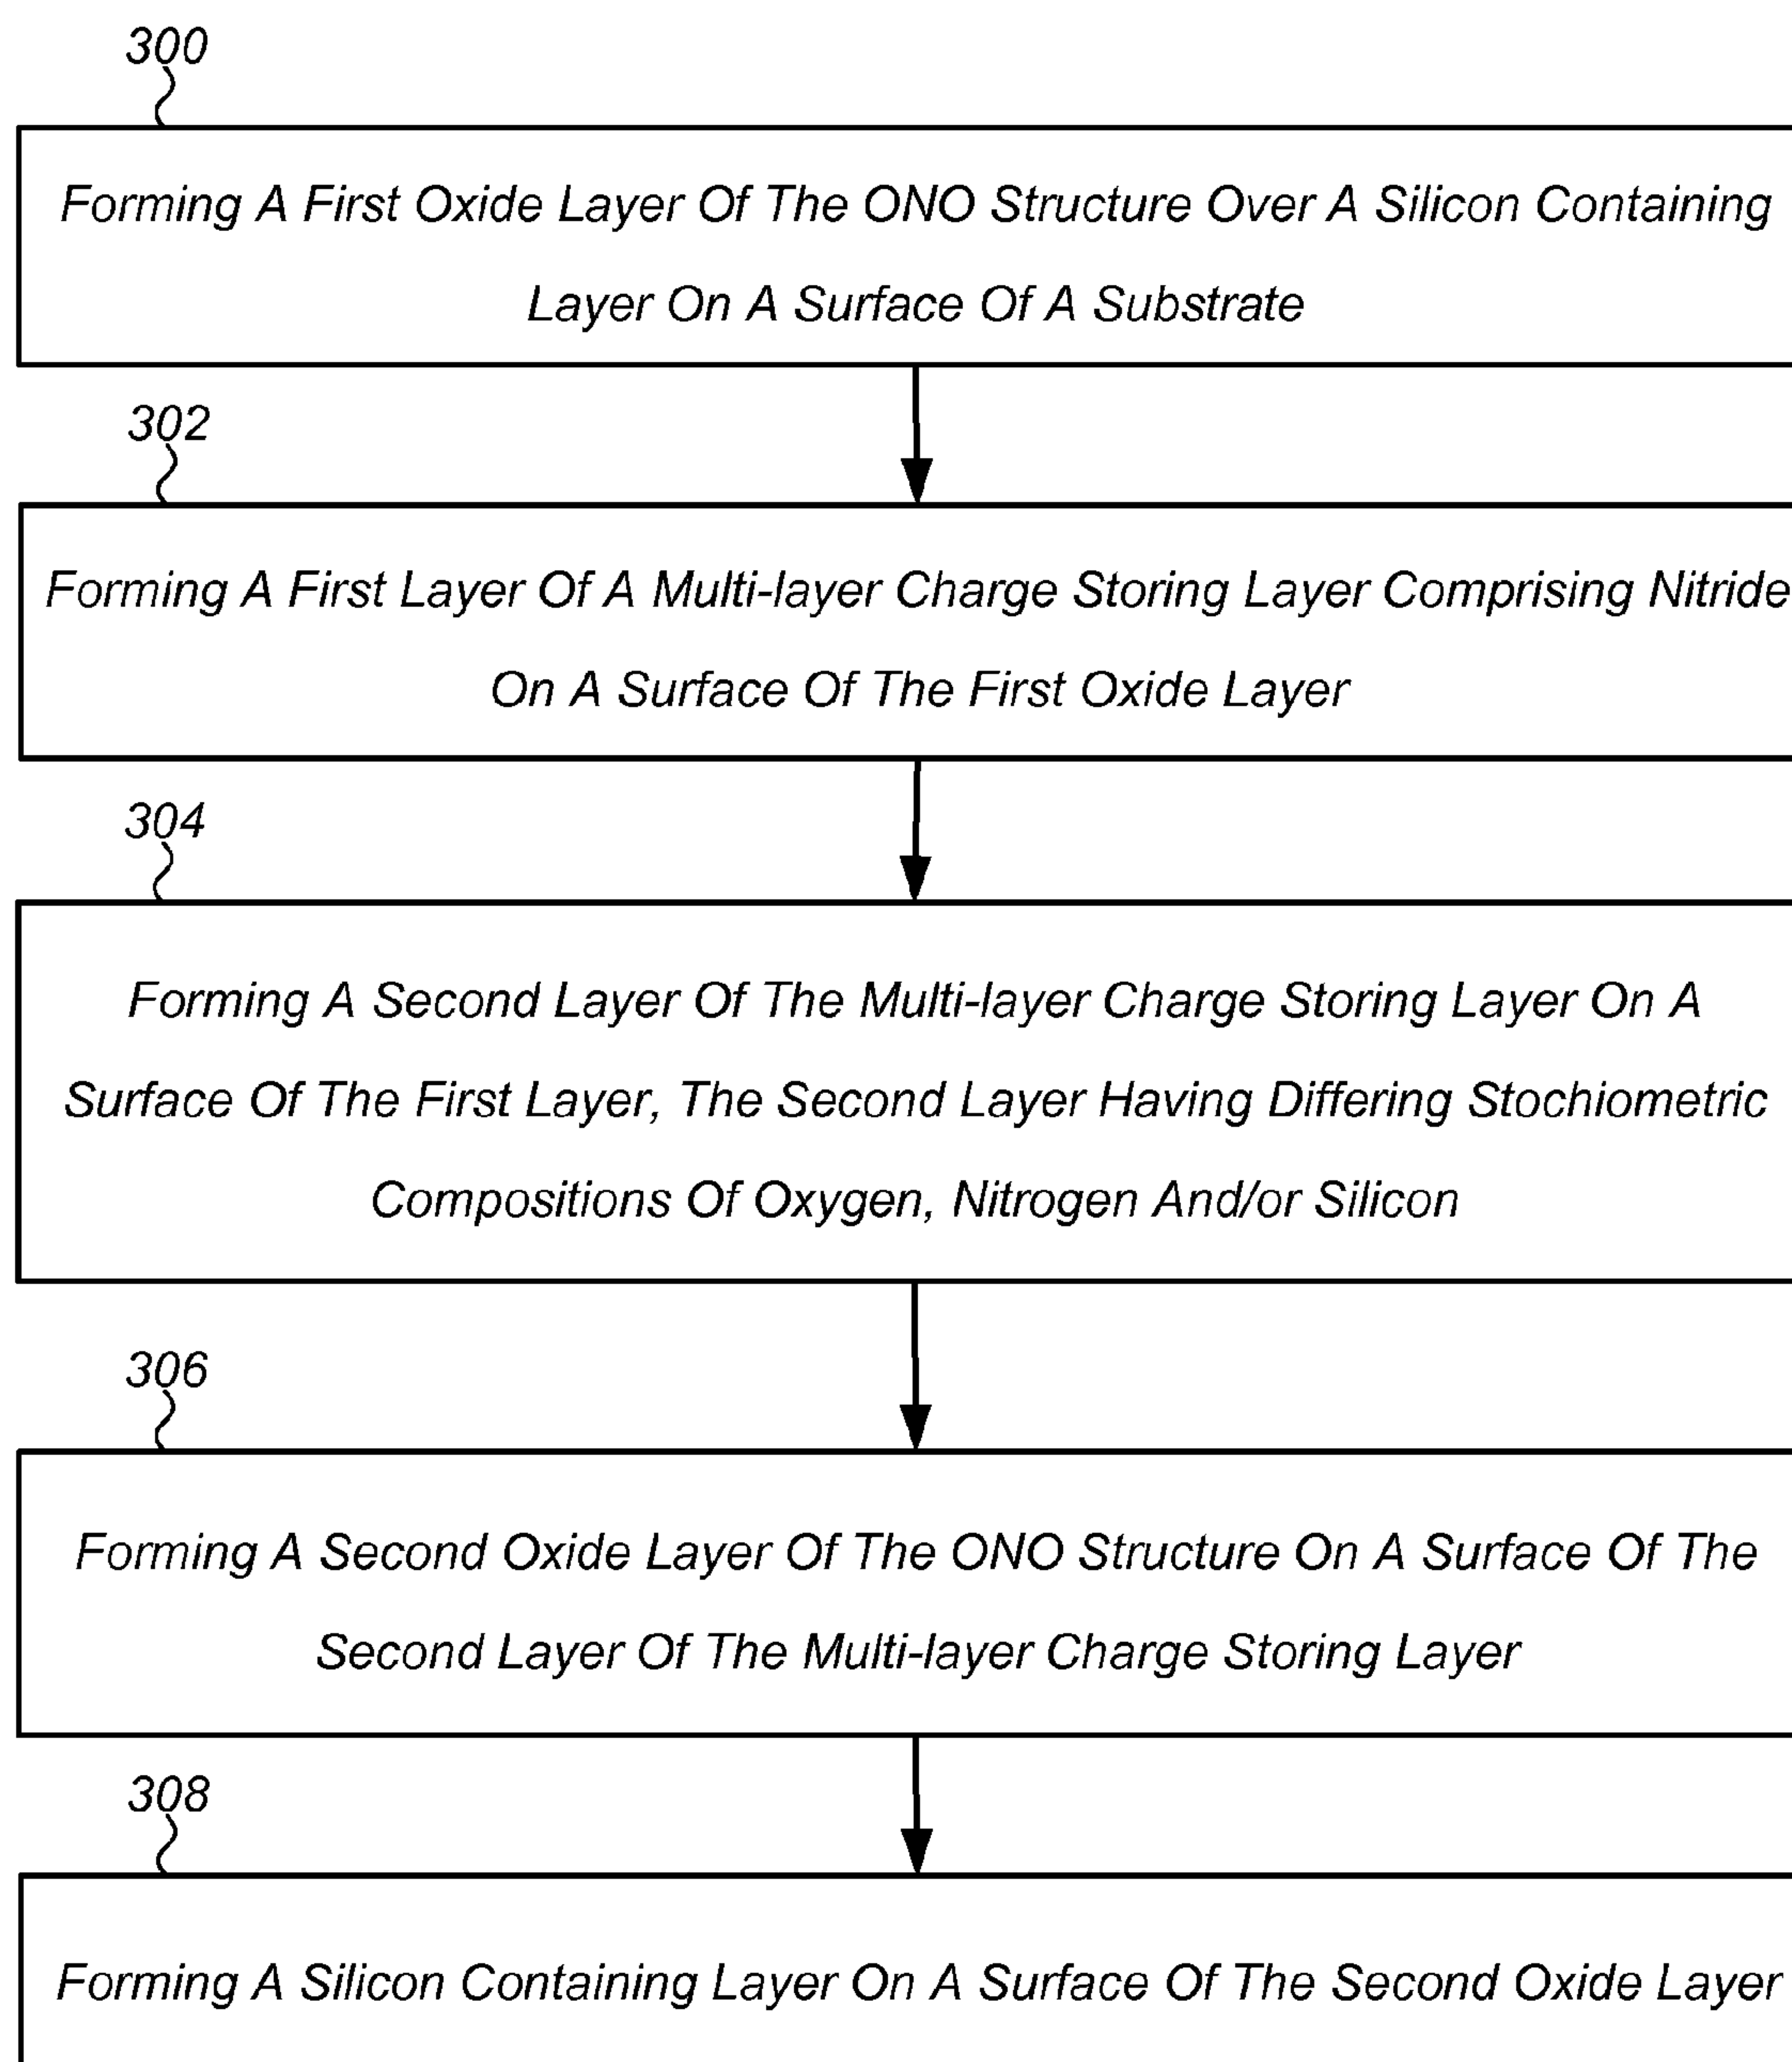 300
Forming A First Oxide Layer Of The ONO Structure Over A Silicon Containing
Layer On A Surface Of A Substrate
302
Forming A First Layer Of A Multi-layer Charge Storing Layer Comprising Nitride
On A Surface Of The First Oxide Layer
304
Forming A Second Layer Of The Multi-layer Charge Storing Layer On A
Surface Of The First Layer, The Second Layer Having Differing Stochiometric
Compositions Of Oxygen, Nitrogen And/or Silicon
306
Forming A Second Oxide Layer Of The ONO Structure On A Surface Of The
Second Layer Of The Multi-layer Charge Storing Layer
308
Forming A Silicon Containing Layer On A Surface Of The Second Oxide Layer